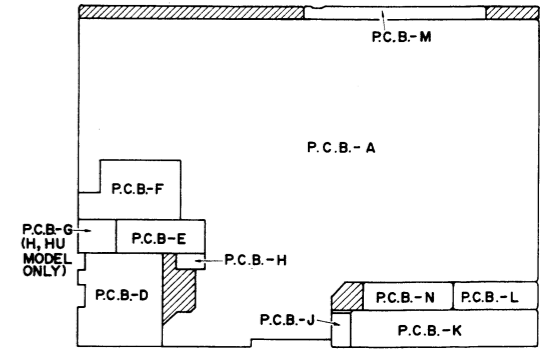 P.C.B.-M
P.C.B.-A
P.C.B.-F
P.C.B.-G
(H, HU
MODEL
ONLY)
P.C.B-E
P.C.B.-H
P.C.B.-D
P.C.B.-N
P.C.B.-L
P.C.B.-J
P.C.B.-K